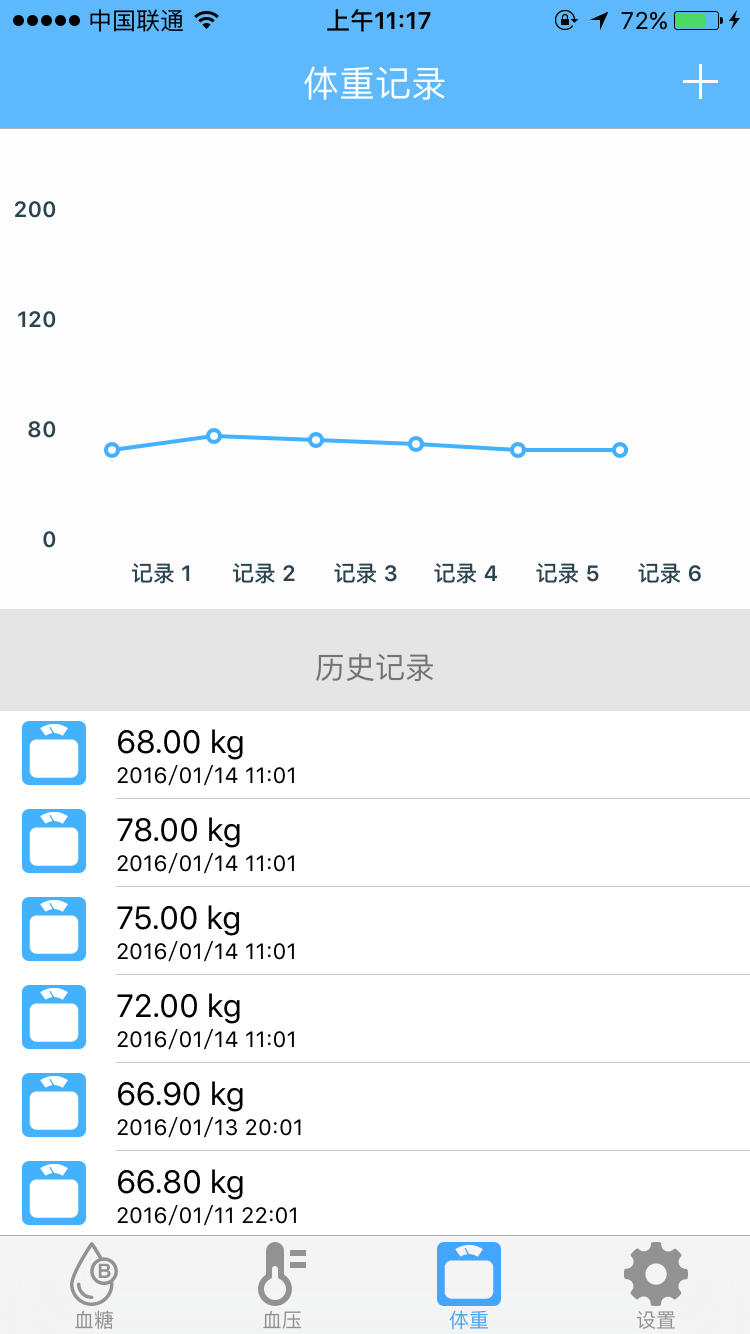 中国联通 上午11:17 72%
体重记录
200
120
80
0
记录 1 记录 2 记录 3 记录 4 记录 5 记录 6
历史记录
68.00 kg
2016/01/14 11:01
78.00 kg
2016/01/14 11:01
75.00 kg
2016/01/14 11:01
72.00 kg
2016/01/14 11:01
66.90 kg
2016/01/13 20:01
66.80 kg
2016/01/11 22:01
B
血糖 血压 体重 设置